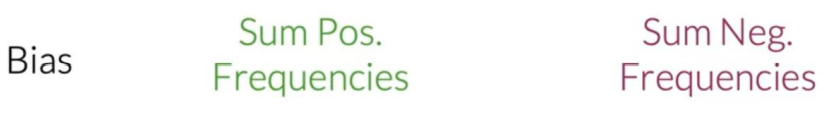 Bias
Sum Pos.
Frequencies
Sum Neg.
Frequencies